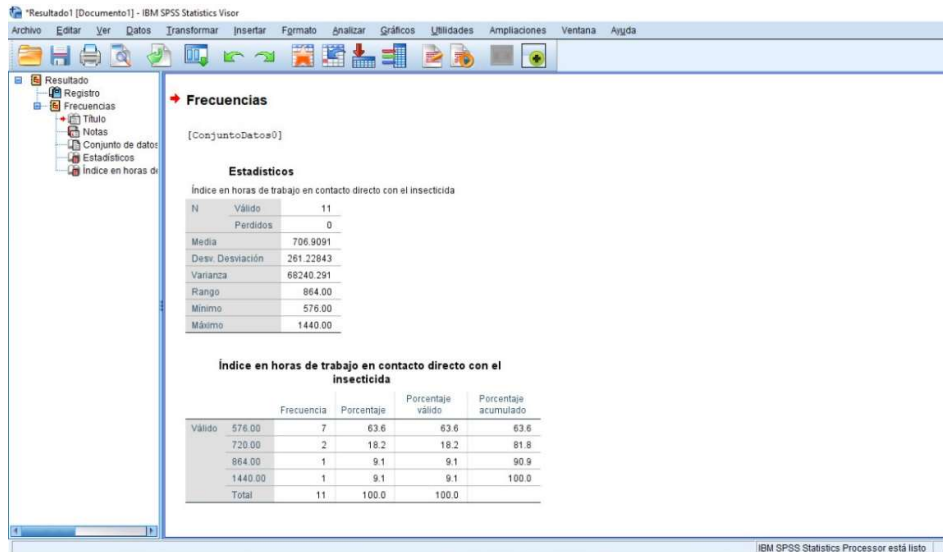 *Resultado1 [Documento1] - IBM SPSS Statistics Visor
Archivo Editar Ver Datos Transformar Insertar Formato Analizar Gráficos Utilidades Ampliaciones Ventana Ayuda
Resultado
Registro
Frecuencias
Título
Notas
Conjunto de datos
Estadísticos
Índice en horas de
Frecuencias
[ConjuntoDatos0]
Estadísticos
Índice en horas de trabajo en contacto directo con el insecticida
N Válido 11
Perdidos 0
Media 706.9091
Desv. Desviación 261.22843
Varianza 68240.291
Rango 864.00
Mínimo 576.00
Máximo 1440.00
Índice en horas de trabajo en contacto directo con el
insecticida
Frecuencia Porcentaje Porcentaje válido Porcentaje acumulado
Válido 576.00 7 63.6 63.6 63.6
720.00 2 18.2 18.2 81.8
864.00 1 9.1 9.1 90.9
1440.00 1 9.1 9.1 100.0
Total 11 100.0 100.0
IBM SPSS Statistics Processor está listo